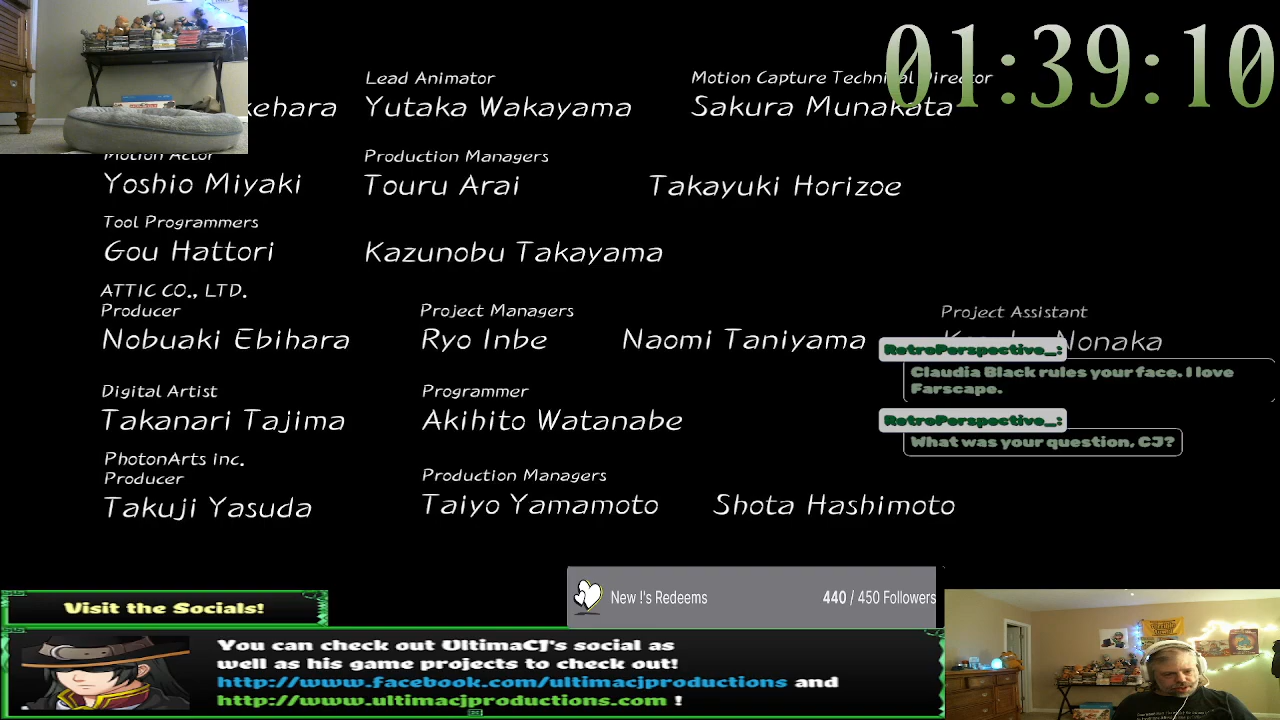 01:39:10
Lead Animator
Motion Capture Technical Director
kehara
Yutaka Wakayama
Sakura Munakata
Motion Actor
Production Managers
Yoshio Miyaki
Touru Arai
Takayuki Horizoe
Tool Programmers
Gou Hattori
Kazunobu Takayama
ATTIC CO., LTD.
Producer
Project Managers
Project Assistant
Nobuaki Ebihara
Ryo Inbe
Naomi Taniyama
Nonaka
RetroPerspective_:
Claudia Black rules your face. I love
Farscape.
Digital Artist
Programmer
Takanari Tajima
Akihito Watanabe
RetroPerspective_:
What was your question, CJ?
PhotonArts inc.
Producer
Production Managers
Takuji Yasuda
Taiyo Yamamoto
Shota Hashimoto
New !'s Redeems
440 / 450 Followers
Visit the Socials!
You can check out UltimaCJ's social as
well as his game projects to check out!
http://www.facebook.com/ultimacjproductions and
http://www.ultimacjproductions.com !